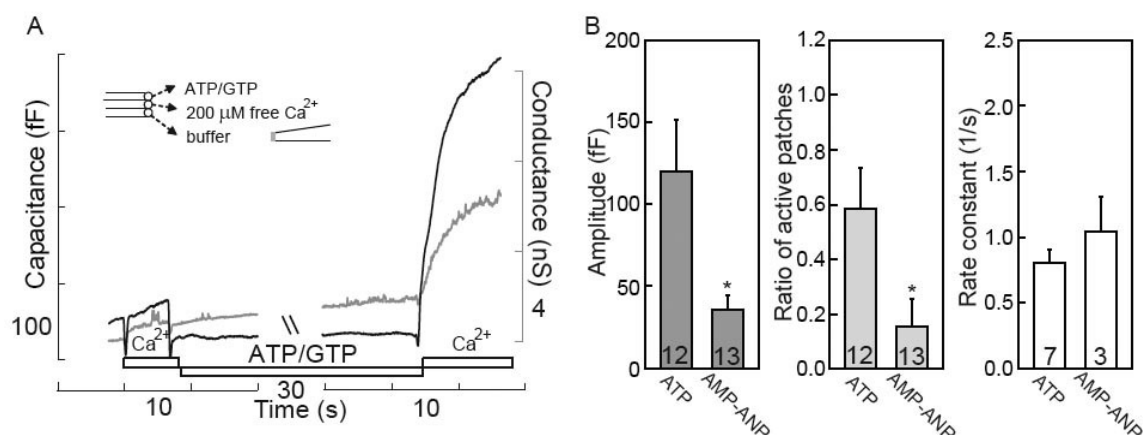 A
ATP/GTP
200 μM free Ca²⁺
buffer
Capacitance (fF)
100
Conductance (nS)
4
Ca²⁺
ATP/GTP
Ca²⁺
10
30
Time (s)
10
B
Amplitude (fF)
200
150
100
50
0
12
13
*
ATP
AMP-ANP
Ratio of active patches
1.2
1.0
0.8
0.6
0.4
0.2
0.0
12
13
*
ATP
AMP-ANP
Rate constant (1/s)
2.5
2.0
1.5
1.0
0.5
0.0
7
3
ATP
AMP-ANP